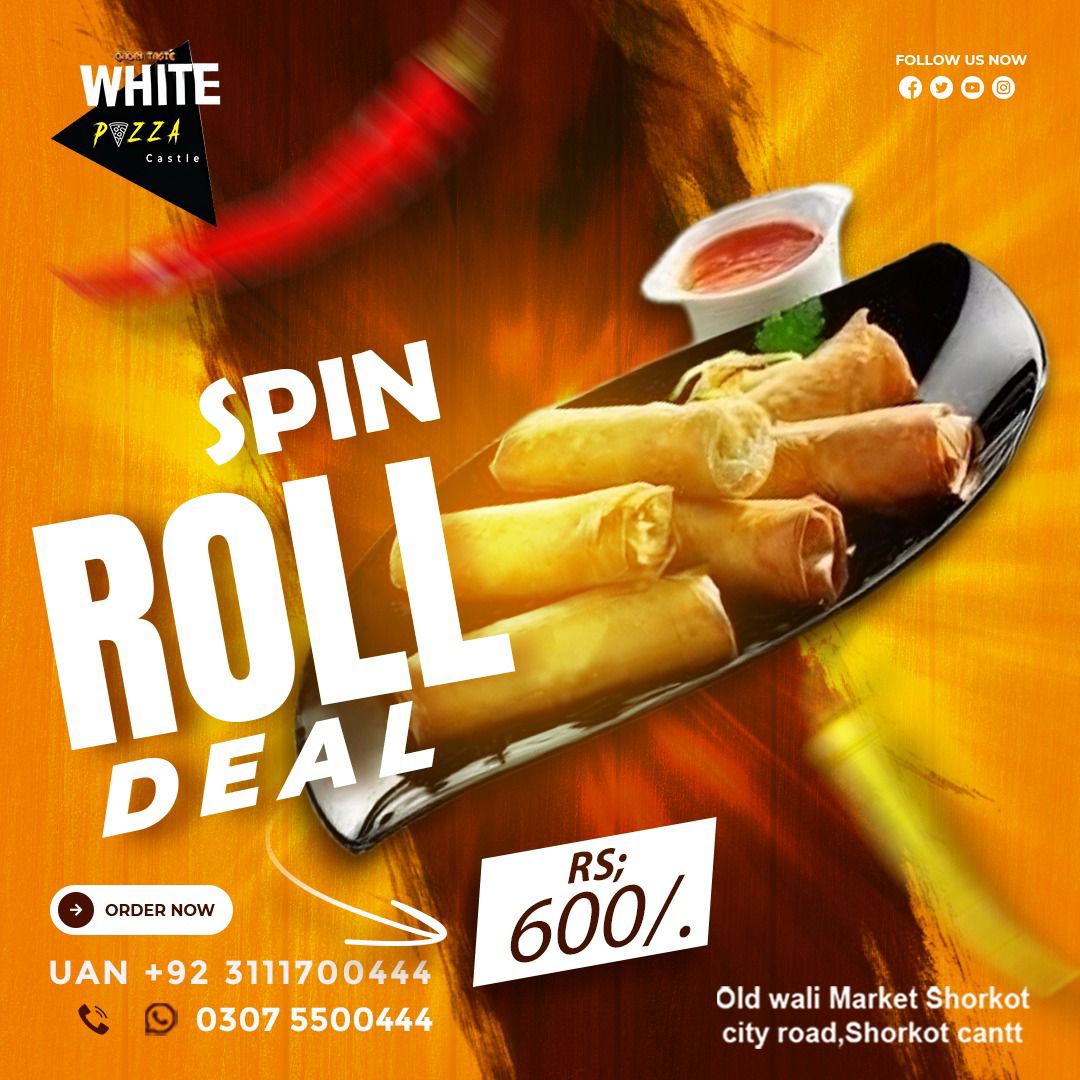 WHITE
PIZZA
Castle
FOLLOW US NOW
SPIN
ROLL
DEAL
RS;
600/.
ORDER NOW
UAN +92 3111700444
0307 5500444
Old wali Market Shorkot
city road,Shorkot cantt